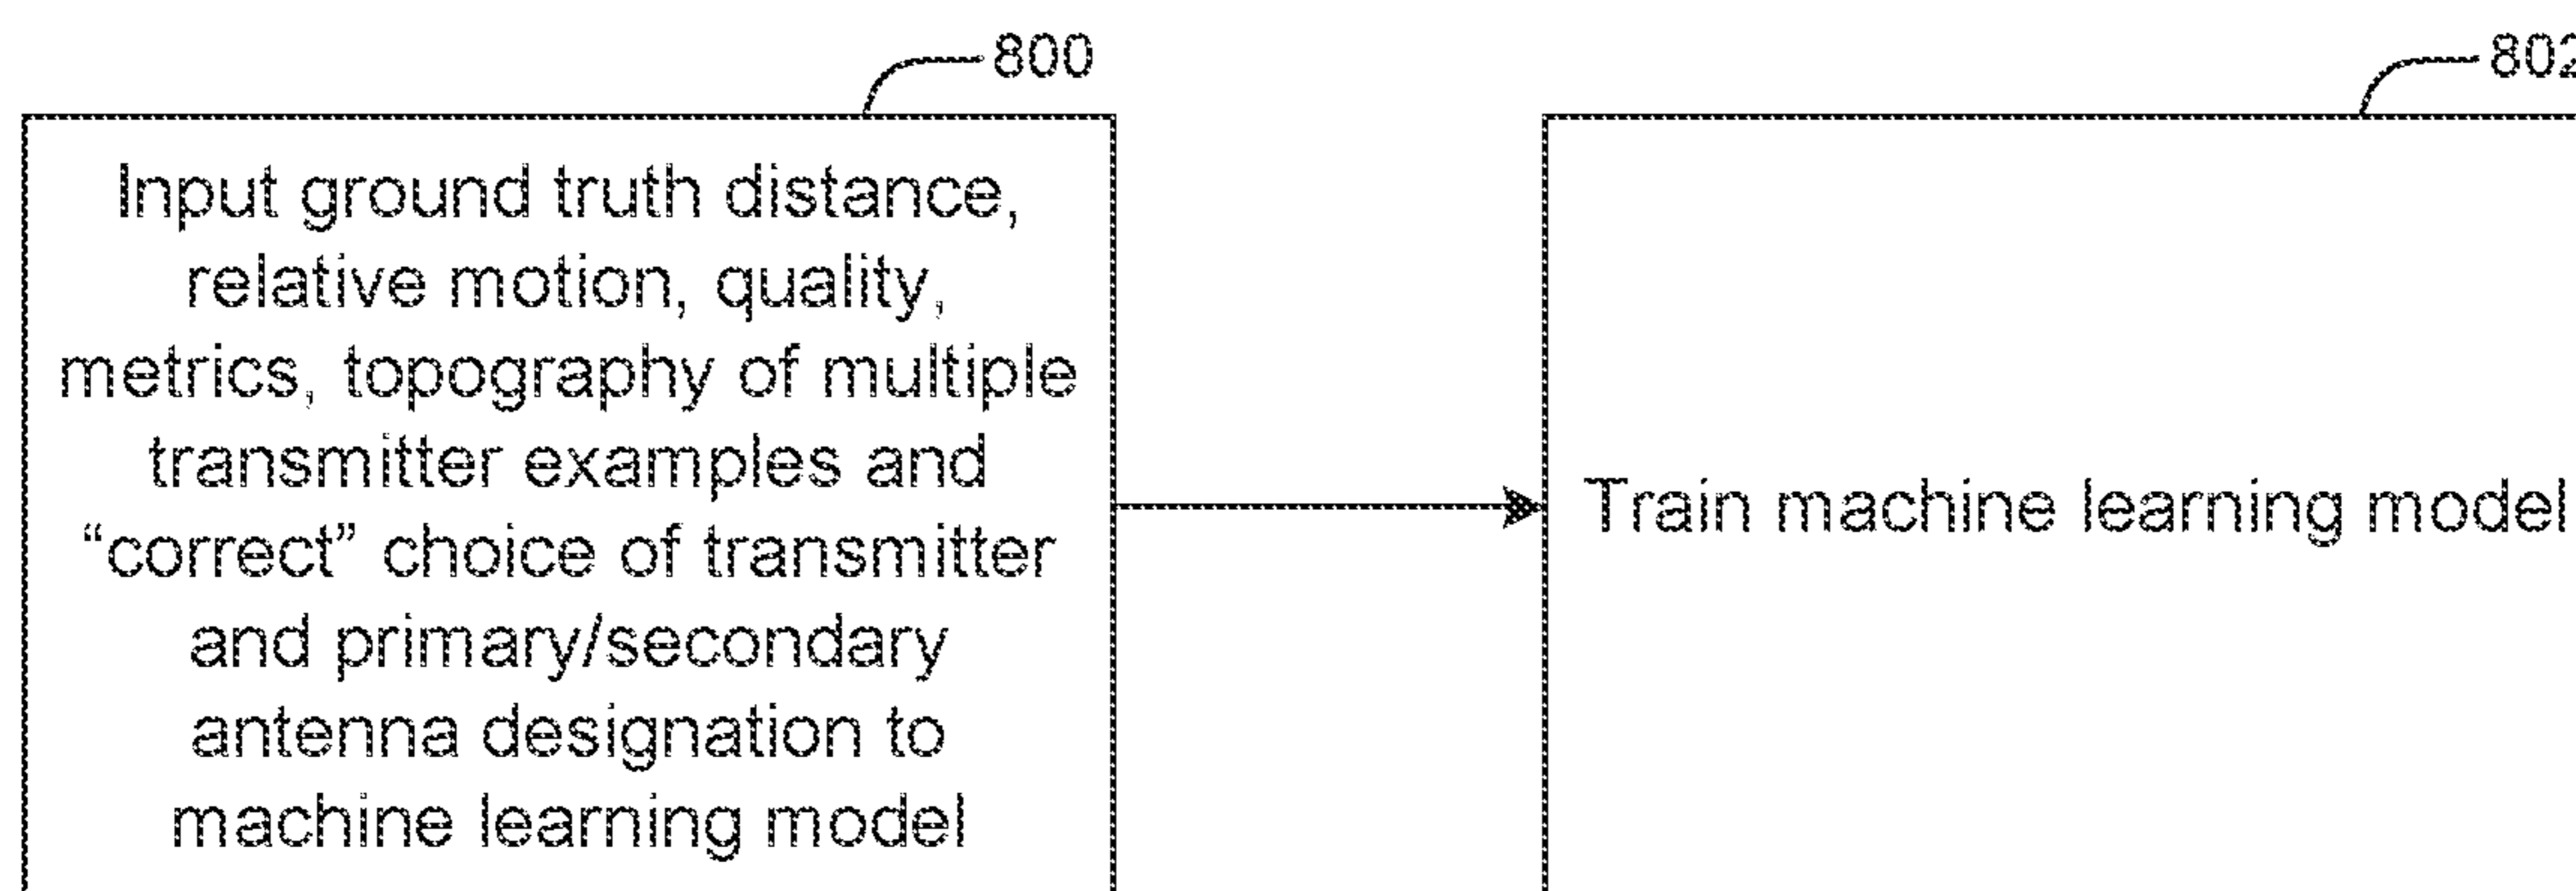 800
802
Input ground truth distance,
relative motion, quality,
metrics, topography of multiple
transmitter examples and
“correct” choice of transmitter
and primary/secondary
antenna designation to
machine learning model
Train machine learning model